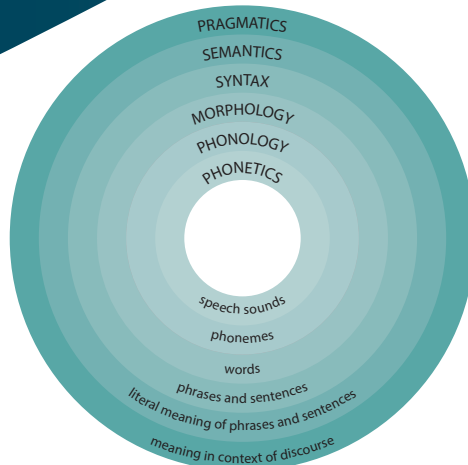 PRAGMATICS
SEMANTICS
SYNTAX
MORPHOLOGY
PHONOLOGY
PHONETICS
speech sounds
phonemes
words
phrases and sentences
literal meaning of phrases and sentences
meaning in context of discourse